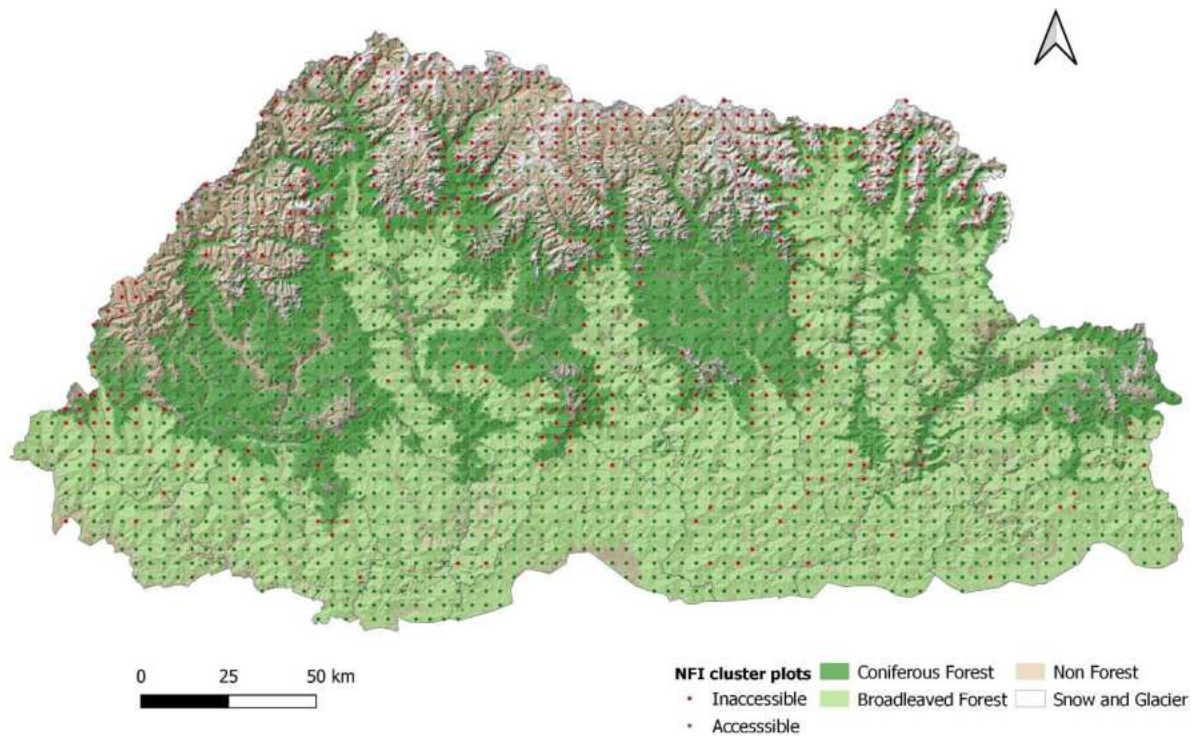 0 25 50 km
NFI cluster plots
Inaccessible
Accesssible
Coniferous Forest
Broadleaved Forest
Non Forest
Snow and Glacier